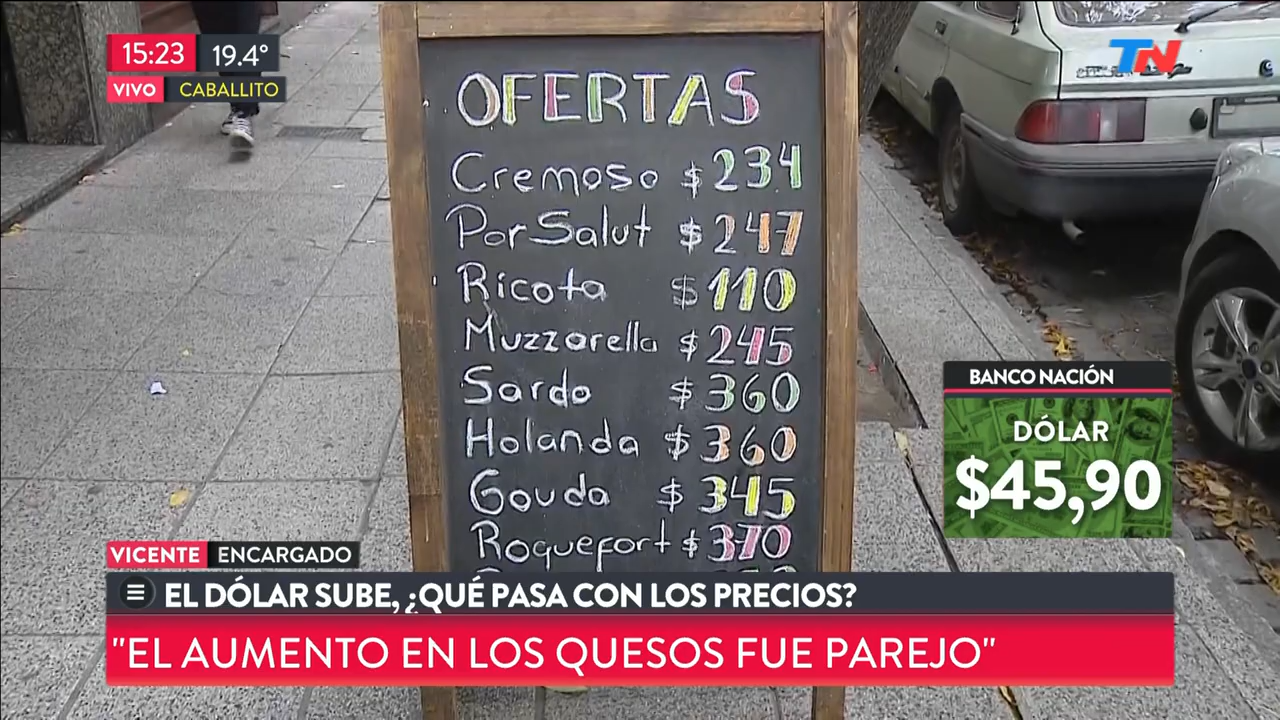 15:23 19.4°
VIVO CABALLITO
TN
OFERTAS
Cremoso $234
PorSalut $247
Ricota $110
Muzzarella $245
Sardo $360
Holanda $360
Gouda $345
Roquefort $370
BANCO NACIÓN
DÓLAR
$45,90
VICENTE ENCARGADO
EL DÓLAR SUBE, ¿QUÉ PASA CON LOS PRECIOS?
"EL AUMENTO EN LOS QUESOS FUE PAREJO"